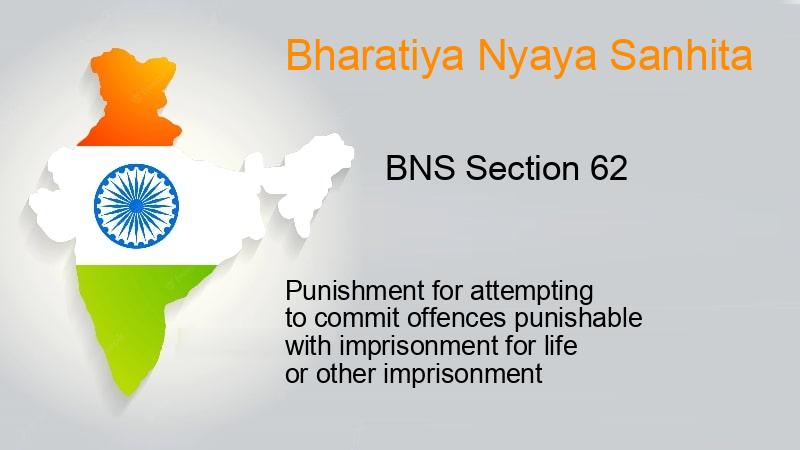 Bharatiya Nyaya Sanhita
BNS Section 62
Punishment for attempting
to commit offences punishable
with imprisonment for life
or other imprisonment